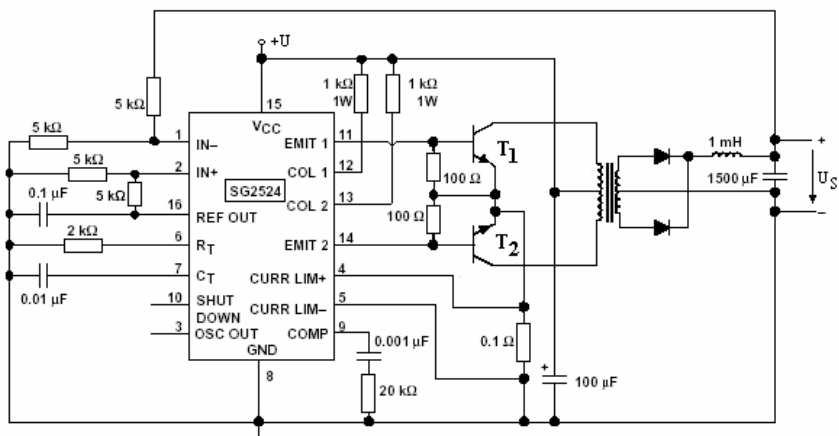 +U
5 kΩ
1 kΩ
1W
1 kΩ
1W
5 kΩ
15
VCC
1
IN–
EMIT 1
11
T1
1 mH
+
5 kΩ
2
IN+
COL 1
12
100 Ω
1500 µF
US
5 kΩ
SG2524
0.1 µF
16
REF OUT
COL 2
13
100 Ω
–
2 kΩ
6
RT
EMIT 2
14
T2
0.01 µF
7
CT
CURR LIM+
4
10
SHUT
DOWN
CURR LIM–
5
3
OSC OUT
COMP
9
0.001 µF
0.1 Ω
GND
8
20 kΩ
+
100 µF